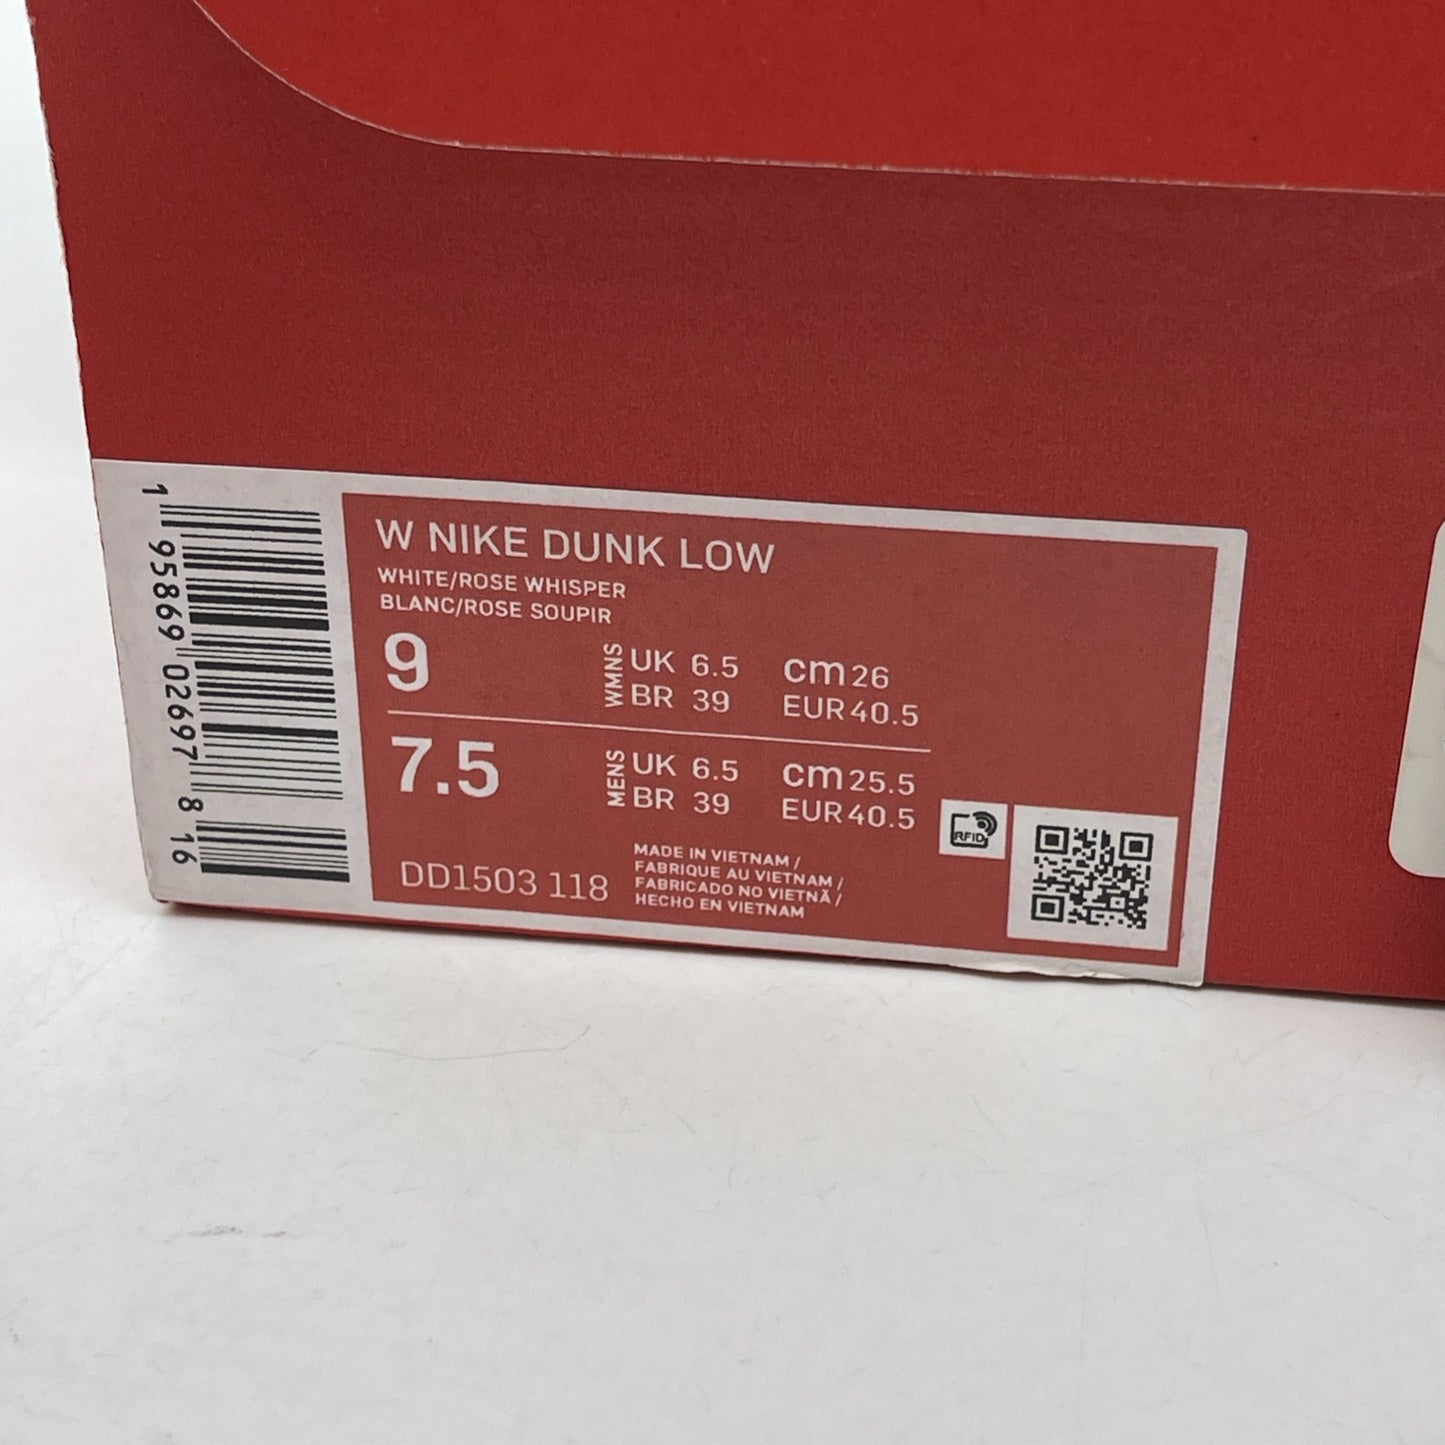 W NIKE DUNK LOW
WHITE/ROSE WHISPER
BLANC/ROSE SOUPIR
9
WMNS
UK 6.5 cm 26
BR 39 EUR 40.5
7.5
MENS
UK 6.5 cm 25.5
BR 39 EUR 40.5
DD1503 118
MADE IN VIETNAM /
FABRIQUE AU VIETNAM /
FABRICADO NO VIETNÃ /
HECHO EN VIETNAM
RFID
1 95869 02697 8 16